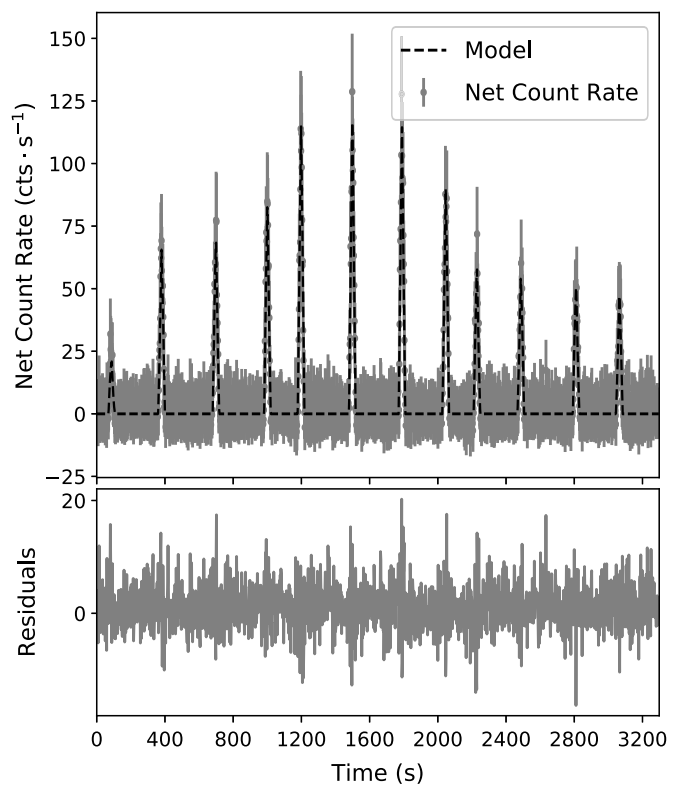 150
125
100
75
50
25
0
−25
Net Count Rate (cts · s⁻¹)
Model
Net Count Rate
20
0
Residuals
0 400 800 1200 1600 2000 2400 2800 3200
Time (s)